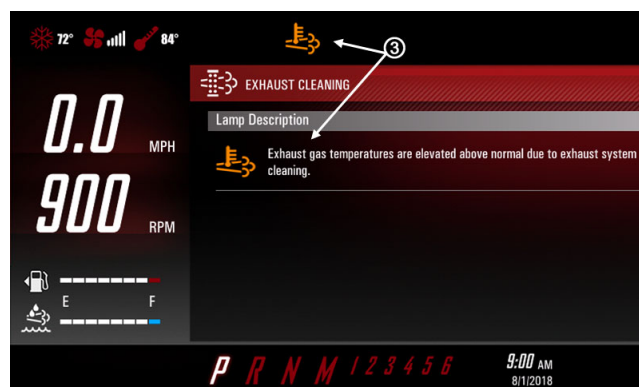 72° 84°
③
EXHAUST CLEANING
Lamp Description
Exhaust gas temperatures are elevated above normal due to exhaust system
cleaning.
0.0 MPH
900 RPM
E F
P R N M 1 2 3 4 5 6
9:00 AM
8/1/2018